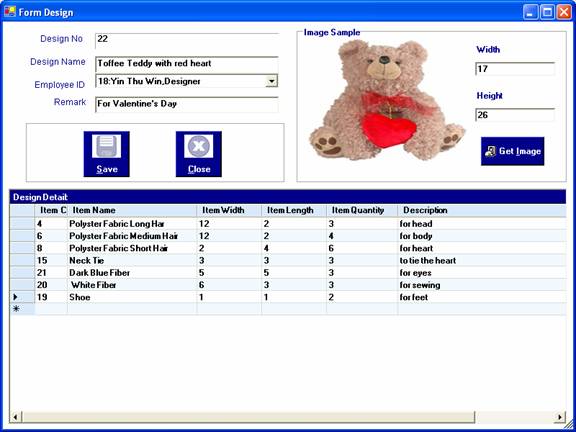 Form Design
Design No 22
Design Name Toffee Teddy with red heart
Employee ID 18:Yin Thu Win,Designer
Remark For Valentine's Day
Save Close
Image Sample
Width
17
Height
26
Get Image
Design Detail:
Item C Item Name Item Width Item Length Item Quantity Description
4 Polyster Fabric Long Har 12 2 3 for head
6 Polyster Fabric Medium Hair 12 2 4 for body
8 Polyster Fabric Short Hair 2 4 6 for heart
15 Neck Tie 3 3 3 to tie the heart
21 Dark Blue Fiber 5 5 3 for eyes
20 White Fiber 6 3 3 for sewing
19 Shoe 1 1 2 for feet